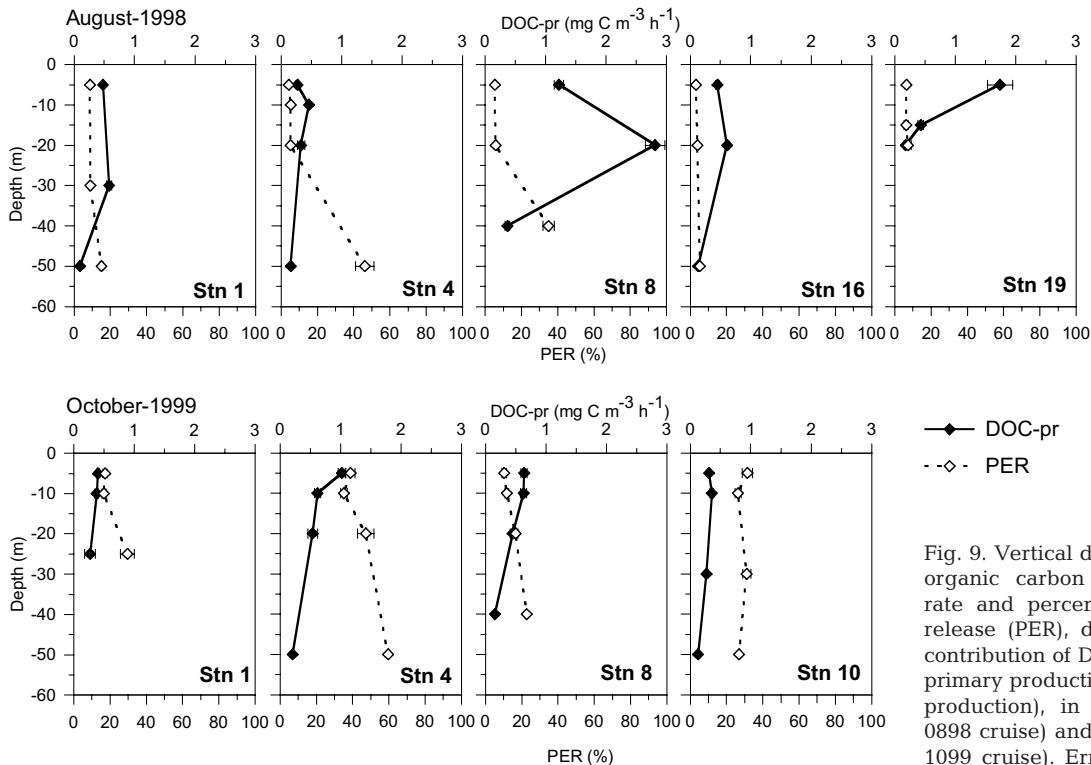 August-1998
DOC-pr (mg C m-3 h-1)
0 1 2 3 0 1 2 3 0 1 2 3 0 1 2 3 0 1 2 3
0
-10
-20
-30
-40
-50
-60
Depth (m)
Stn 1
Stn 4
Stn 8
Stn 16
Stn 19
0 20 40 60 80 100 0 20 40 60 80 100 0 20 40 60 80 100 0 20 40 60 80 100 0 20 40 60 80 100
PER (%)
October-1999
DOC-pr (mg C m-3 h-1)
0 1 2 3 0 1 2 3 0 1 2 3 0 1 2 3
0
-10
-20
-30
-40
-50
-60
Depth (m)
Stn 1
Stn 4
Stn 8
Stn 10
0 20 40 60 80 100 0 20 40 60 80 100 0 20 40 60 80 100 0 20 40 60 80 100
PER (%)
DOC-pr
PER
Fig. 9. Vertical d
organic carbon
rate and percen
release (PER), d
contribution of D
primary producti
production), in
0898 cruise) and
1099 cruise). Err